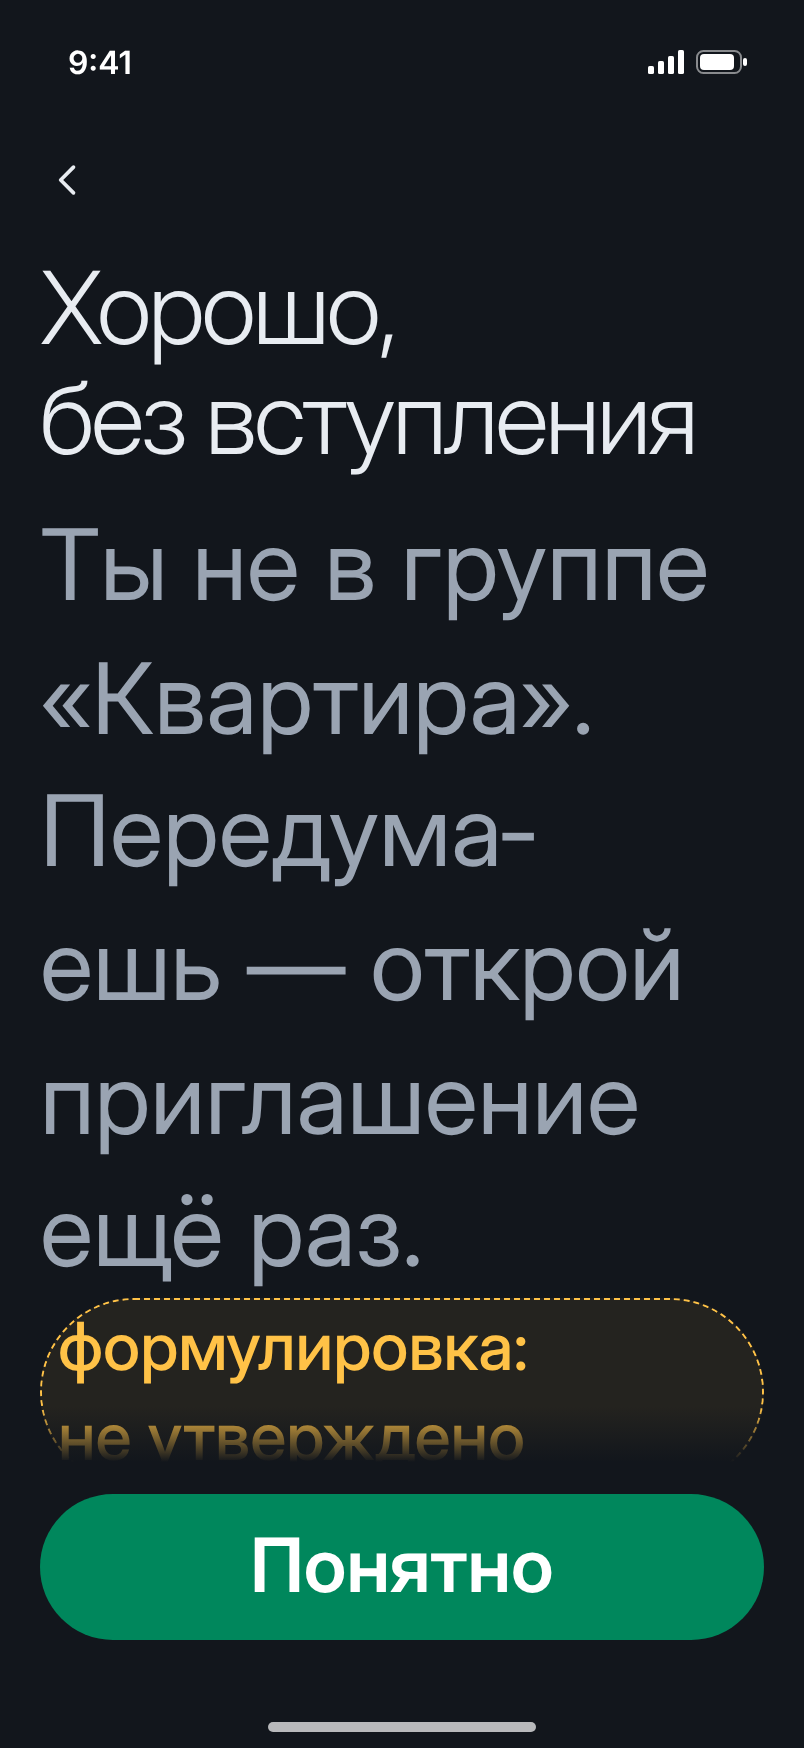 9:41
Хорошо,
без вступления
Ты не в группе
«Квартира».
Передума-
ешь — открой
приглашение
ещё раз.
формулировка:
не утверждено
Понятно